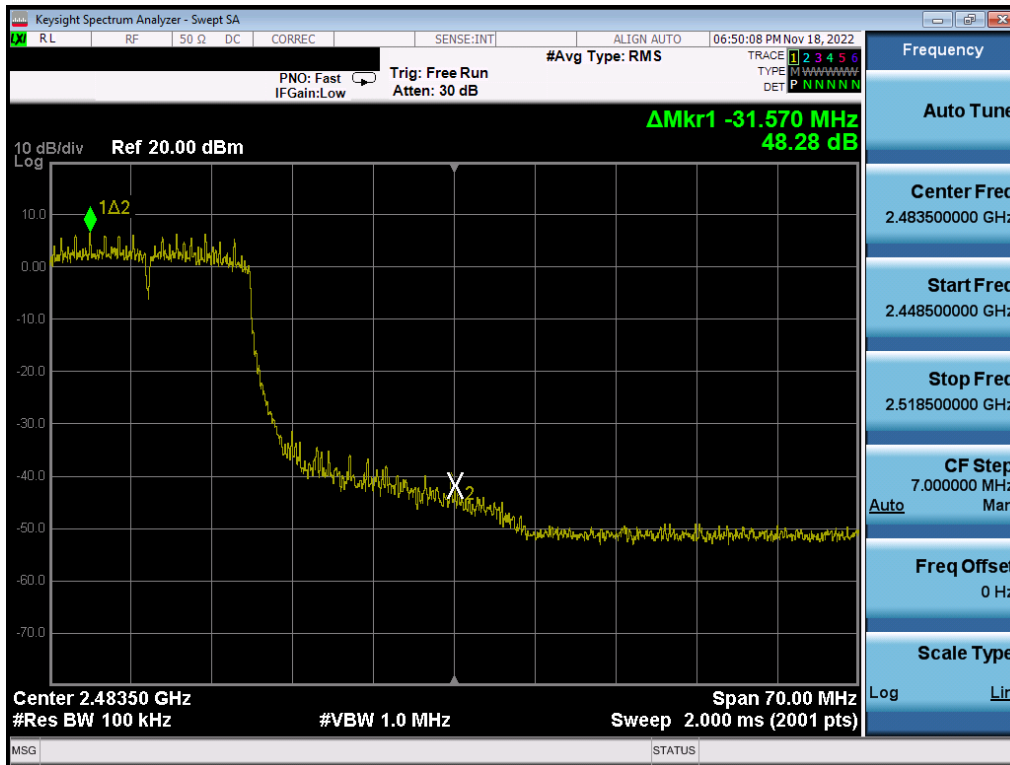 Keysight Spectrum Analyzer - Swept SA
LXI RL RF 50 Ω DC CORREC SENSE:INT ALIGN AUTO 06:50:08 PM Nov 18, 2022
#Avg Type: RMS
TRACE 1 2 3 4 5 6
PNO: Fast Trig: Free Run
TYPE M W W W W W
IFGain:Low Atten: 30 dB
DET P N N N N N
ΔMkr1 -31.570 MHz
48.28 dB
10 dB/div Ref 20.00 dBm
Log
10.0
0.00
-10.0
-20.0
-30.0
-40.0
-50.0
-60.0
-70.0
1Δ2
X2
Center 2.48350 GHz Span 70.00 MHz
#Res BW 100 kHz #VBW 1.0 MHz Sweep 2.000 ms (2001 pts)
MSG STATUS
Frequency
Auto Tune
Center Freq
2.483500000 GHz
Start Freq
2.448500000 GHz
Stop Freq
2.518500000 GHz
CF Step
7.000000 MHz
Auto Man
Freq Offset
0 Hz
Scale Type
Log Lin